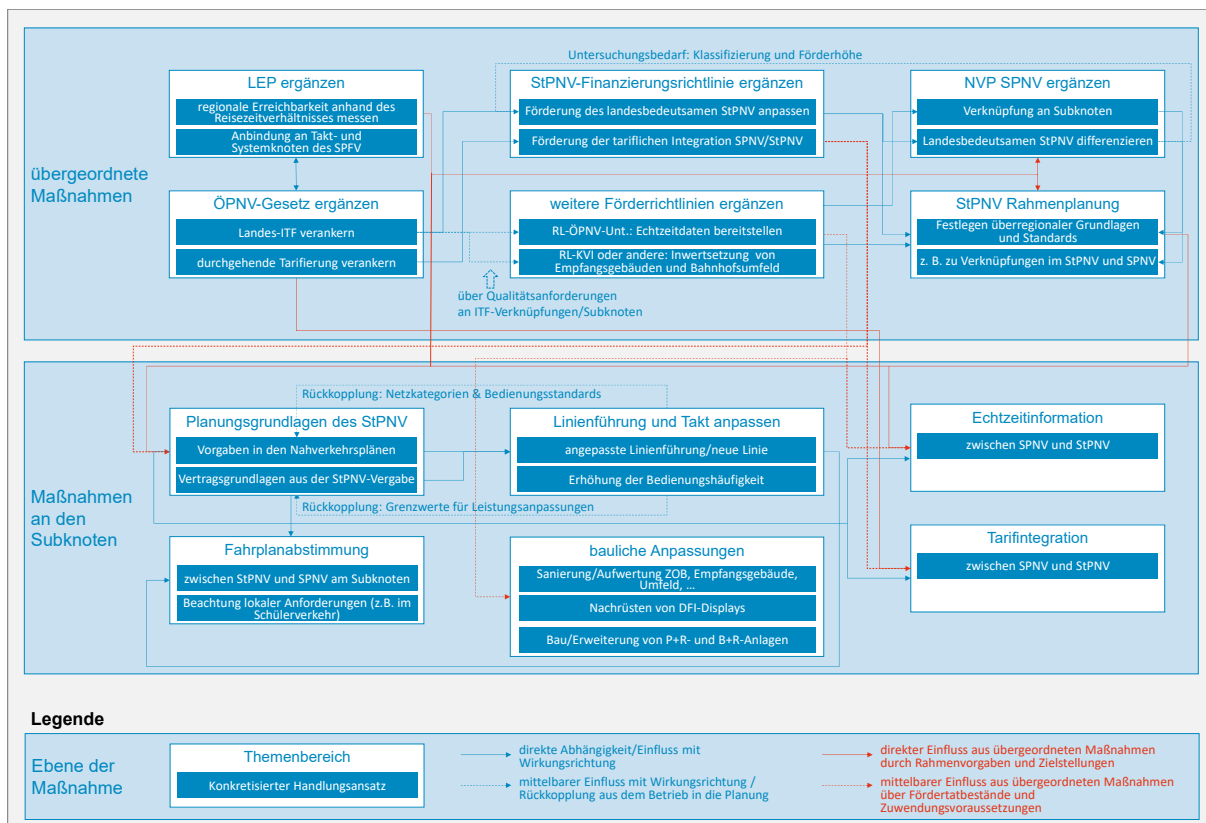 Untersuchungsbedarf: Klassifizierung und Förderhöhe
übergeordnete
Maßnahmen
LEP ergänzen
regionale Erreichbarkeit anhand des
Reisezeitverhältnisses messen
Anbindung an Takt- und
Systemknoten des SPFV
StPNV-Finanzierungsrichtlinie ergänzen
Förderung des landesbedeutsamen StPNV anpassen
Förderung der tariflichen Integration SPNV/StPNV
NVP SPNV ergänzen
Verknüpfung an Subknoten
Landesbedeutsamen StPNV differenzieren
ÖPNV-Gesetz ergänzen
Landes-ITF verankern
durchgehende Tarifierung verankern
weitere Förderrichtlinien ergänzen
RL-ÖPNV-Unt.: Echtzeitdaten bereitstellen
RL-KVI oder andere: Inwertsetzung von
Empfangsgebäuden und Bahnhofsumfeld
StPNV Rahmenplanung
Festlegen überregionaler Grundlagen
und Standards
z. B. zu Verknüpfungen im StPNV und SPNV
über Qualitätsanforderungen
an ITF-Verknüpfungen/Subknoten
Maßnahmen
an den
Subknoten
Rückkopplung: Netzkategorien & Bedienungsstandards
Planungsgrundlagen des StPNV
Vorgaben in den Nahverkehrsplänen
Vertragsgrundlagen aus der StPNV-Vergabe
Linienführung und Takt anpassen
angepasste Linienführung/neue Linie
Erhöhung der Bedienungshäufigkeit
Echtzeitinformation
zwischen SPNV und StPNV
Rückkopplung: Grenzwerte für Leistungsanpassungen
Fahrplanabstimmung
zwischen StPNV und SPNV am Subknoten
Beachtung lokaler Anforderungen (z.B. im
Schülerverkehr)
bauliche Anpassungen
Sanierung/Aufwertung ZOB, Empfangsgebäude,
Umfeld, ...
Nachrüsten von DFI-Displays
Bau/Erweiterung von P+R- und B+R-Anlagen
Tarifintegration
zwischen SPNV und StPNV
Legende
Ebene der
Maßnahme
Themenbereich
Konkretisierter Handlungsansatz
direkte Abhängigkeit/Einfluss mit
Wirkungsrichtung
mittelbarer Einfluss mit Wirkungsrichtung /
Rückkopplung aus dem Betrieb in die Planung
direkter Einfluss aus übergeordneten Maßnahmen
durch Rahmenvorgaben und Zielstellungen
mittelbarer Einfluss aus übergeordneten Maßnahmen
über Fördertatbestände und
Zuwendungsvoraussetzungen